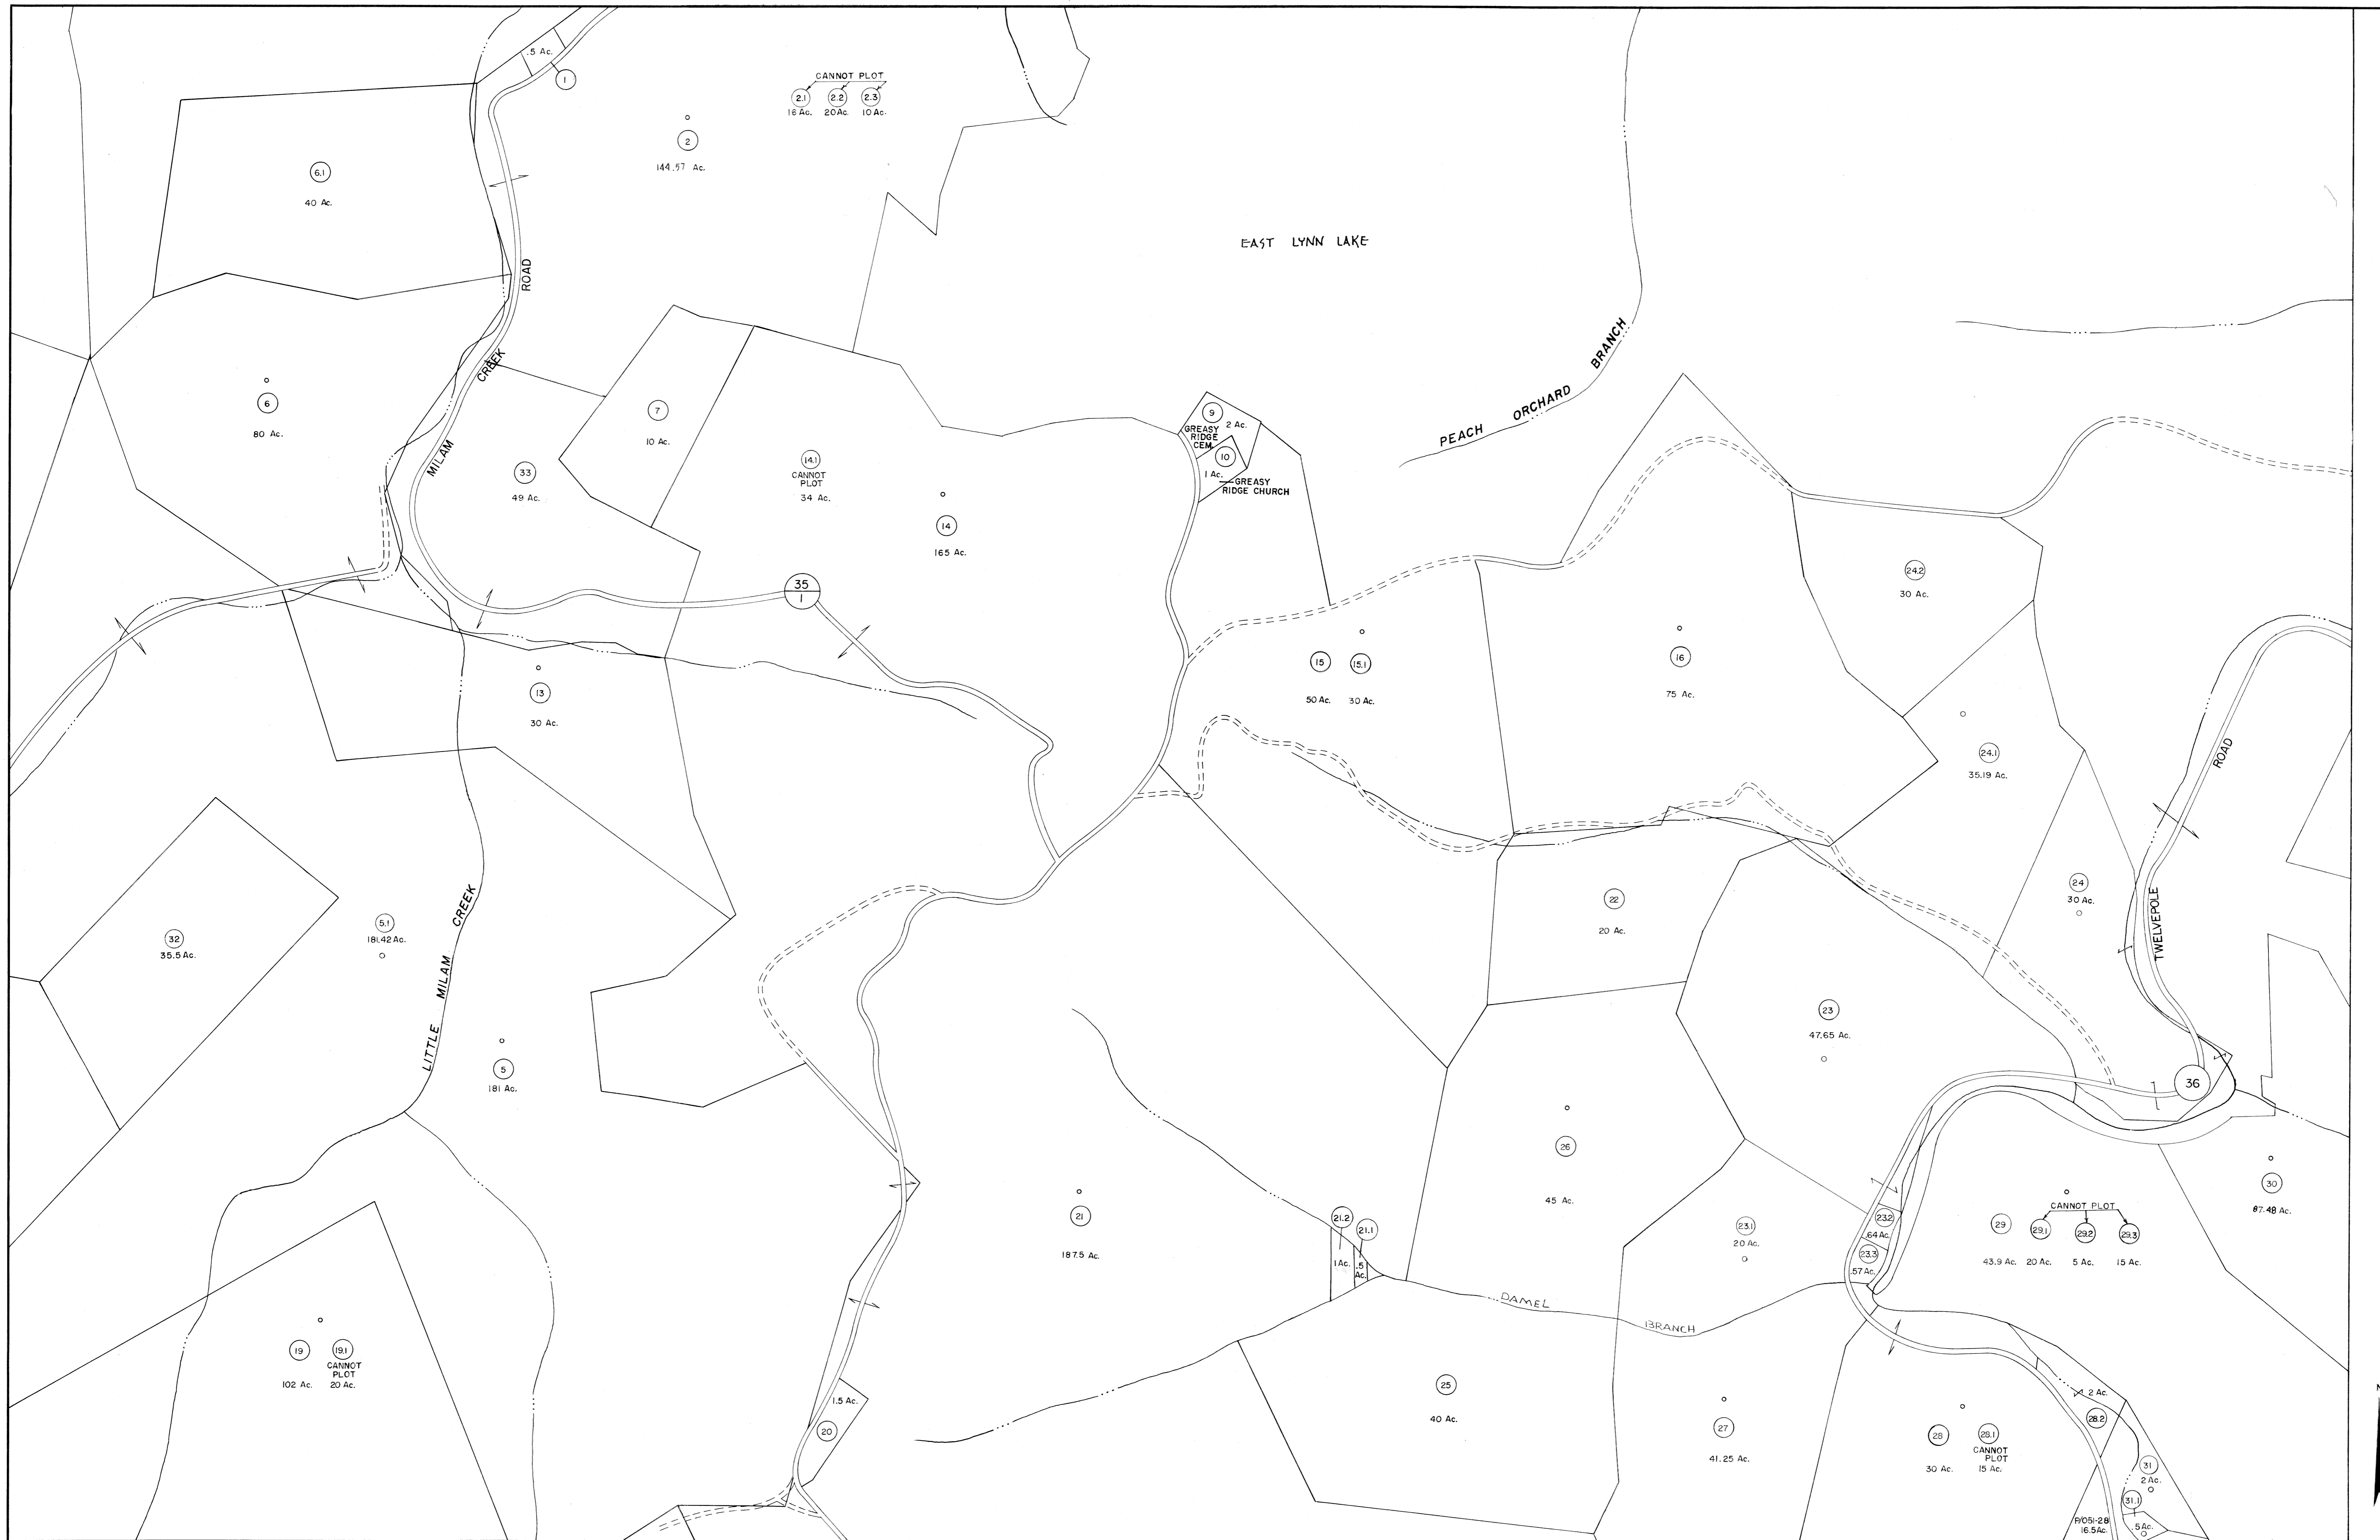 .5 Ac.
1
CANNOT PLOT
2.1 2.2 2.3
16 Ac. 20 Ac. 10 Ac.
2
144.57 Ac.
6.1
40 Ac.
EAST LYNN LAKE
MILAM CREEK ROAD
PEACH ORCHARD BRANCH
6
80 Ac.
7
10 Ac.
33
49 Ac.
14.1
CANNOT
PLOT
34 Ac.
14
165 Ac.
9
2 Ac.
GREASY
RIDGE
CEM.
10
1 Ac.
GREASY
RIDGE CHURCH
35
1
24.2
30 Ac.
13
30 Ac.
15 15.1
50 Ac. 30 Ac.
16
75 Ac.
24.1
35.19 Ac.
TWELVEPOLE ROAD
24
30 Ac.
22
20 Ac.
32
35.5 Ac.
5.1
181.42 Ac.
LITTLE MILAM CREEK
5
181 Ac.
23
47.65 Ac.
36
26
45 Ac.
21
187.5 Ac.
21.2
1 Ac.
21.1
.5
Ac.
23.1
20 Ac.
23.2
.64 Ac.
23.3
.57 Ac.
CANNOT PLOT
29 29.1 29.2 29.3
43.9 Ac. 20 Ac. 5 Ac. 15 Ac.
30
87.48 Ac.
DAMEL BRANCH
19 19.1
CANNOT
PLOT
102 Ac. 20 Ac.
1.5 Ac.
20
25
40 Ac.
27
41.25 Ac.
28 28.1
CANNOT
PLOT
30 Ac. 15 Ac.
2 Ac.
28.2
31
2 Ac.
31.1
.5 Ac.
P/O51-28
16.5 Ac.